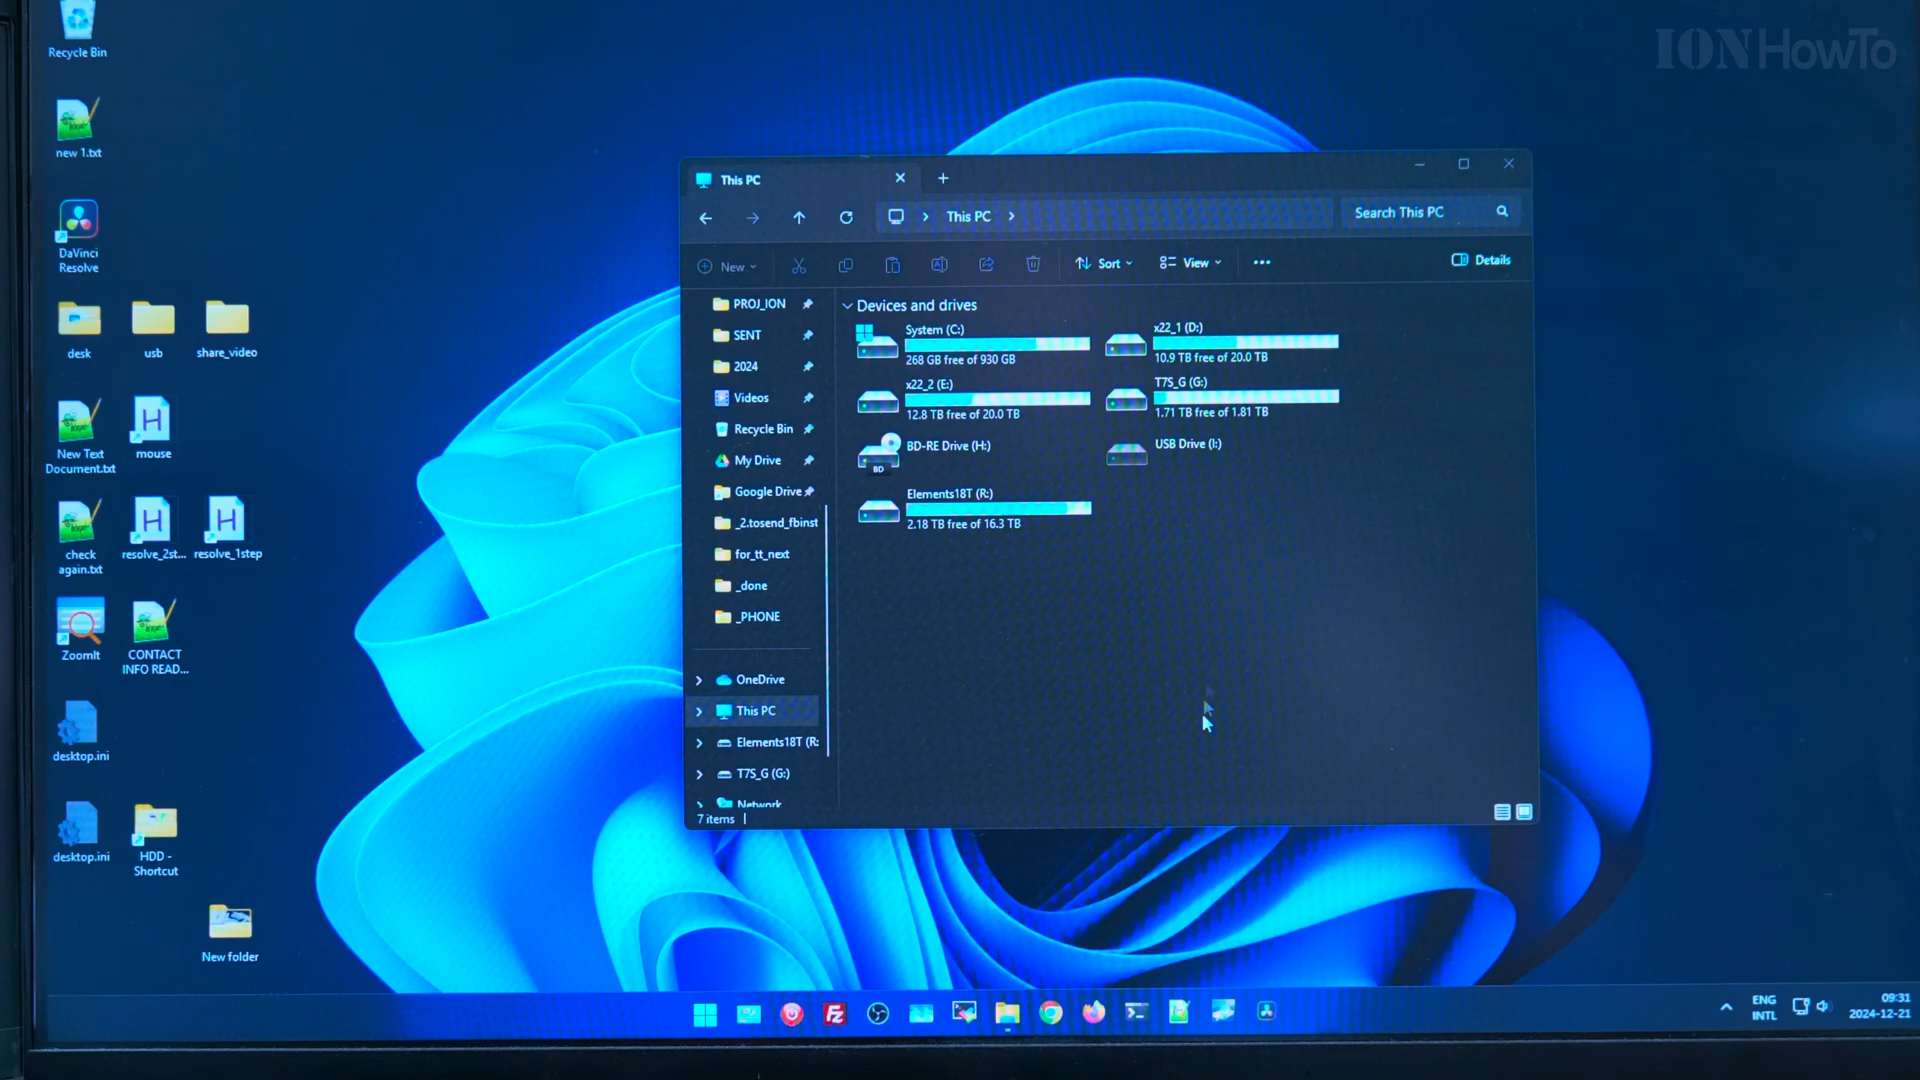 IONHowTo
Recycle Bin
new 1.txt
DaVinci
Resolve
desk
usb
share_video
New Text
Document.txt
mouse
check
again.txt
resolve_2st...
resolve_1step
ZoomIt
CONTACT
INFO READ...
desktop.ini
desktop.ini
HDD -
Shortcut
New folder
This PC
This PC
Search This PC
New
Sort
View
Details
PROJ_ION
SENT
2024
Videos
Recycle Bin
My Drive
Google Drive
_2.tosend_fbinst
for_tt_next
_done
_PHONE
OneDrive
This PC
Elements18T (R:
T7S_G (G:)
Network
7 items
Devices and drives
System (C:)
268 GB free of 930 GB
x22_1 (D:)
10.9 TB free of 20.0 TB
x22_2 (E:)
12.8 TB free of 20.0 TB
T7S_G (G:)
1.71 TB free of 1.81 TB
BD-RE Drive (H:)
BD
USB Drive (I:)
Elements18T (R:)
2.18 TB free of 16.3 TB
Fz
ENG
INTL
09:31
2024-12-21